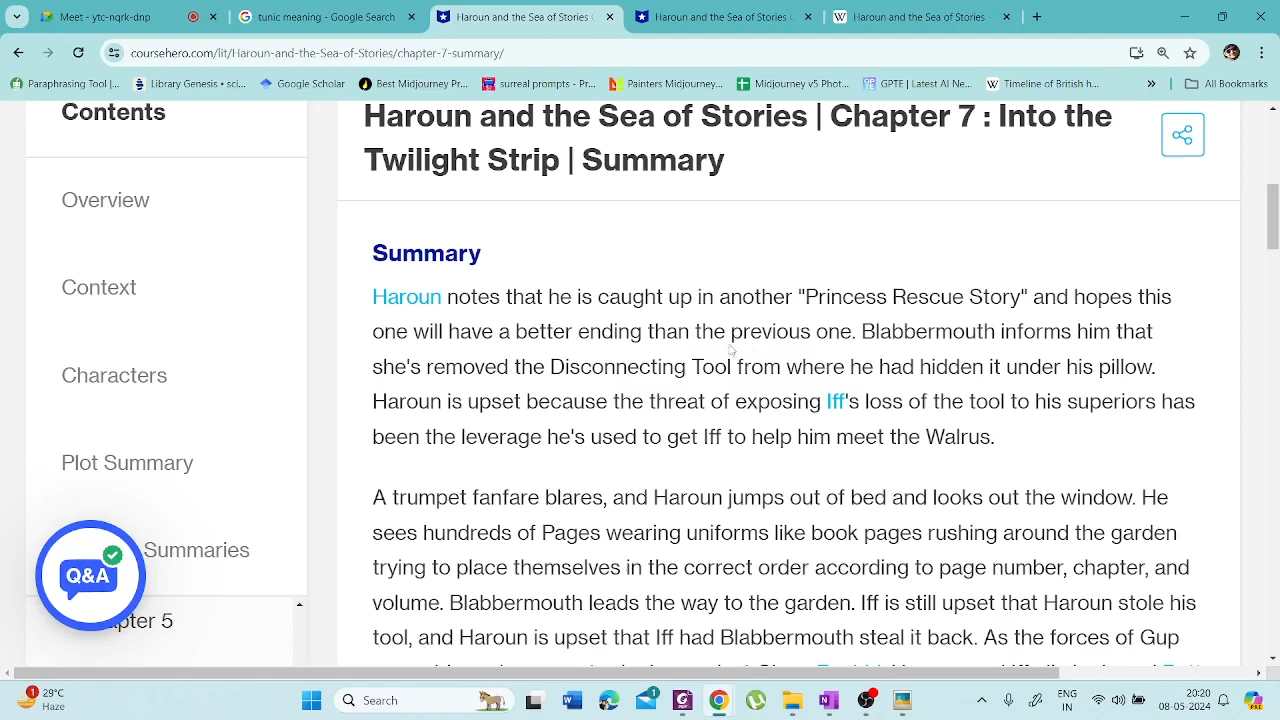 Meet - ytc-rqnk-dnp
tunic meaning - Google Search
Haroun and the Sea of Stories (
Haroun and the Sea of Stories (
Haroun and the Sea of Stories -
coursehero.com/lit/Haroun-and-the-Sea-of-Stories/chapter-7-summary/
Paraphrasing Tool |...
Library Genesis • sci...
Google Scholar
Best Midjourney Pr...
surreal prompts - P...
Painters Midjourney...
Midjourney v5 Phot...
GPTE | Latest AI Ne...
Timeline of British h...
»
All Bookmarks
Contents
Overview
Context
Characters
Plot Summary
Summaries
apter 5
Q&A
Haroun and the Sea of Stories | Chapter 7 : Into the
Twilight Strip | Summary
Summary
Haroun notes that he is caught up in another "Princess Rescue Story" and hopes this
one will have a better ending than the previous one. Blabbermouth informs him that
she's removed the Disconnecting Tool from where he had hidden it under his pillow.
Haroun is upset because the threat of exposing Iff's loss of the tool to his superiors has
been the leverage he's used to get Iff to help him meet the Walrus.
A trumpet fanfare blares, and Haroun jumps out of bed and looks out the window. He
sees hundreds of Pages wearing uniforms like book pages rushing around the garden
trying to place themselves in the correct order according to page number, chapter, and
volume. Blabbermouth leads the way to the garden. Iff is still upset that Haroun stole his
tool, and Haroun is upset that Iff had Blabbermouth steal it back. As the forces of Gup
1
29°C
Haze
Search
1
ENG
IN
20:20
08-05-2024